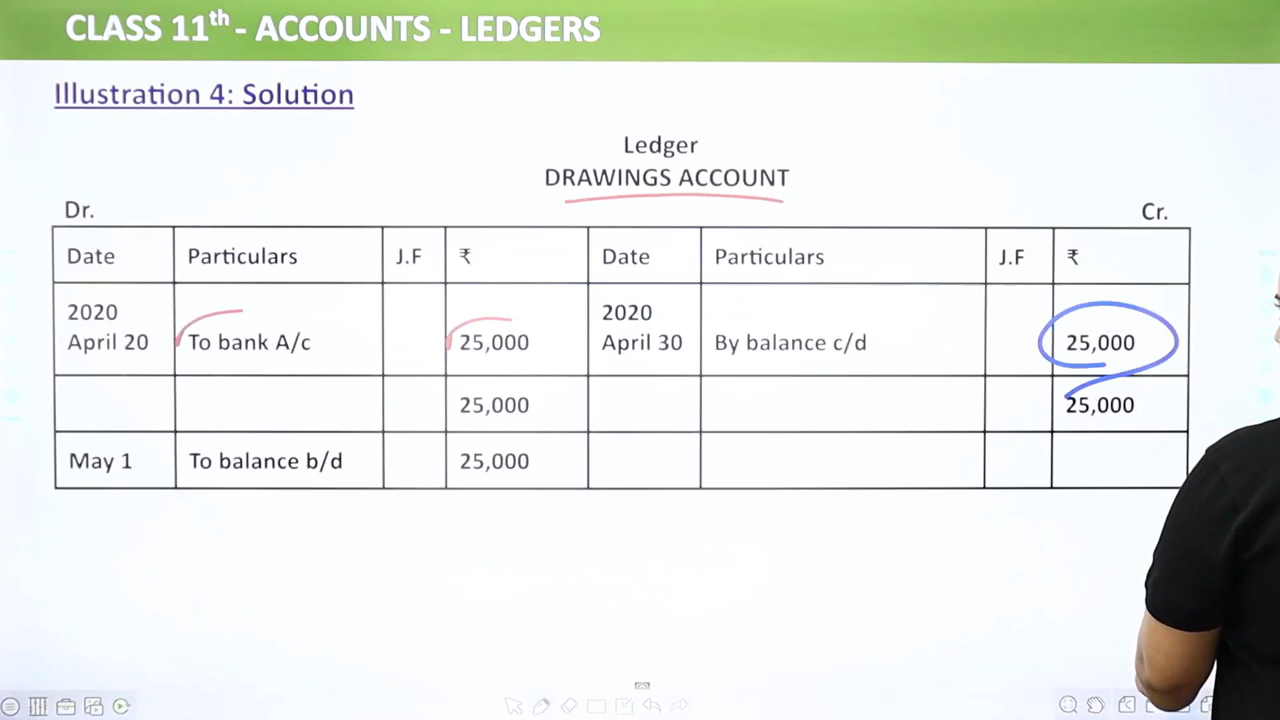 CLASS 11th - ACCOUNTS - LEDGERS
Illustration 4: Solution
Ledger
DRAWINGS ACCOUNT
Dr. Cr.
Date Particulars J.F ₹ Date Particulars J.F ₹
2020 2020
April 20 To bank A/c 25,000 April 30 By balance c/d 25,000
25,000 25,000
May 1 To balance b/d 25,000